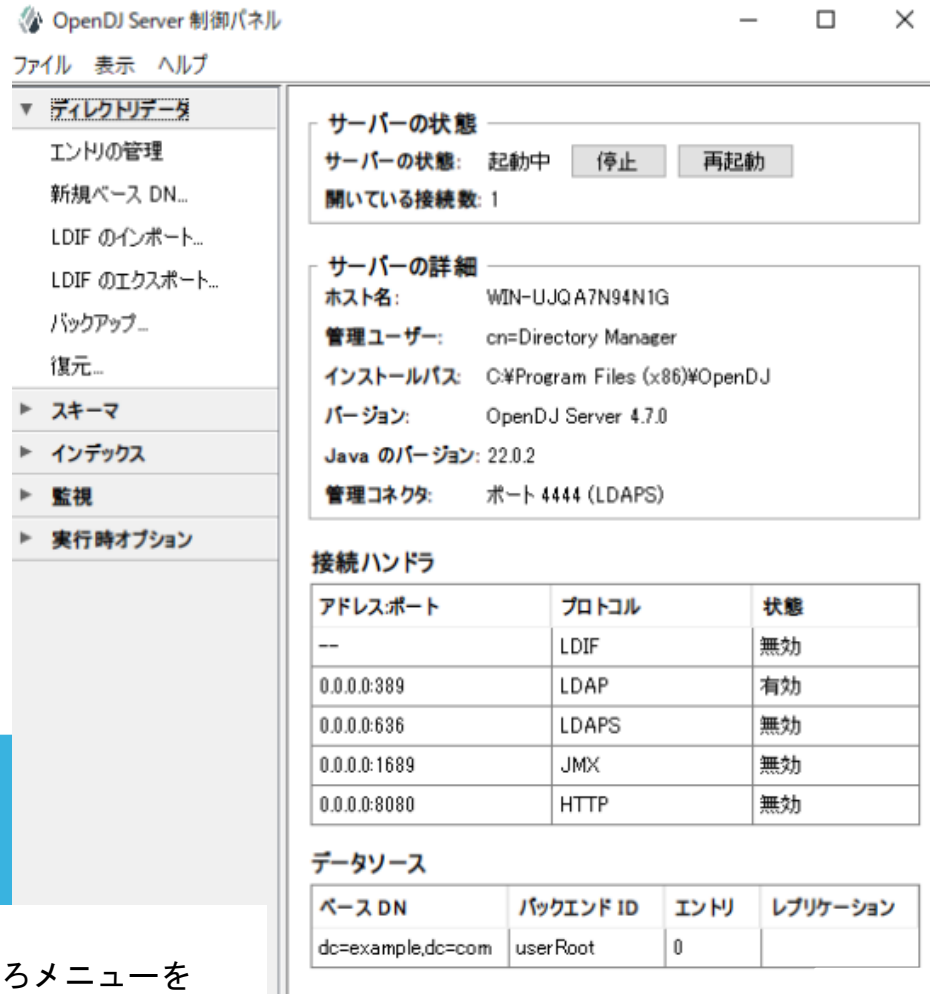 OpenDJ Server 制御パネル
ファイル 表示 ヘルプ
ディレクトリデータ
エントリの管理
新規ベース DN...
LDIF のインポート...
LDIF のエクスポート...
バックアップ...
復元...
スキーマ
インデックス
監視
実行時オプション
サーバーの状態
サーバーの状態: 起動中 停止 再起動
開いている接続数: 1
サーバーの詳細
ホスト名: WIN-UJQA7N94N1G
管理ユーザー: cn=Directory Manager
インストールパス: C:¥Program Files (x86)¥OpenDJ
バージョン: OpenDJ Server 4.7.0
Java のバージョン: 22.0.2
管理コネクタ: ポート 4444 (LDAPS)
接続ハンドラ
アドレス:ポート プロトコル 状態
-- LDIF 無効
0.0.0.0:389 LDAP 有効
0.0.0.0:636 LDAPS 無効
0.0.0.0:1689 JMX 無効
0.0.0.0:8080 HTTP 無効
データソース
ベース DN バックエンド ID エントリ レプリケーション
dc=example,dc=com userRoot 0
ろメニューを